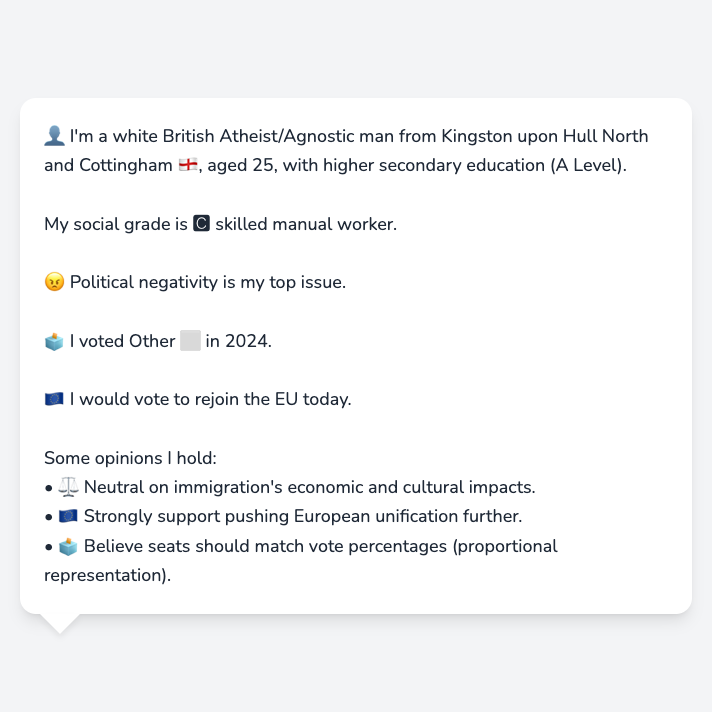 👤 I'm a white British Atheist/Agnostic man from Kingston upon Hull North
and Cottingham 🏴󠁧󠁢󠁥󠁮󠁧󠁿, aged 25, with higher secondary education (A Level).
My social grade is 🅲 skilled manual worker.
😠 Political negativity is my top issue.
🗳️ I voted Other ⬜ in 2024.
🇪🇺 I would vote to rejoin the EU today.
Some opinions I hold:
• ⚖️ Neutral on immigration's economic and cultural impacts.
• 🇪🇺 Strongly support pushing European unification further.
• 🗳️ Believe seats should match vote percentages (proportional
representation).